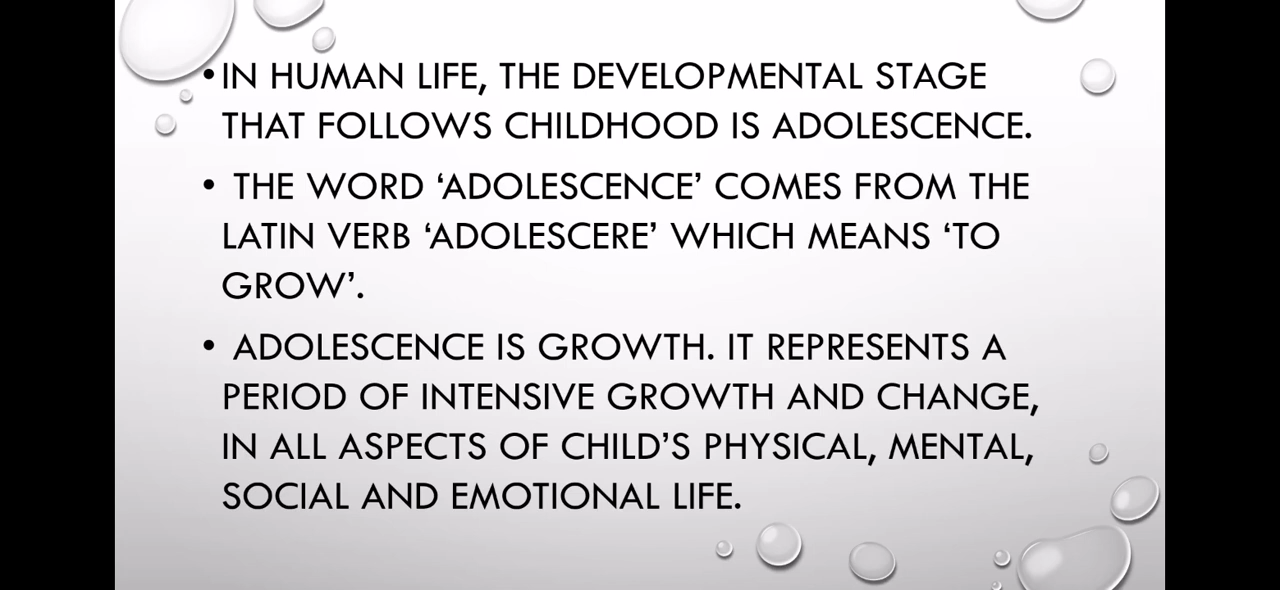 •IN HUMAN LIFE, THE DEVELOPMENTAL STAGE
THAT FOLLOWS CHILDHOOD IS ADOLESCENCE.
• THE WORD ‘ADOLESCENCE’ COMES FROM THE
LATIN VERB ‘ADOLESCERE’ WHICH MEANS ‘TO
GROW’.
• ADOLESCENCE IS GROWTH. IT REPRESENTS A
PERIOD OF INTENSIVE GROWTH AND CHANGE,
IN ALL ASPECTS OF CHILD’S PHYSICAL, MENTAL,
SOCIAL AND EMOTIONAL LIFE.